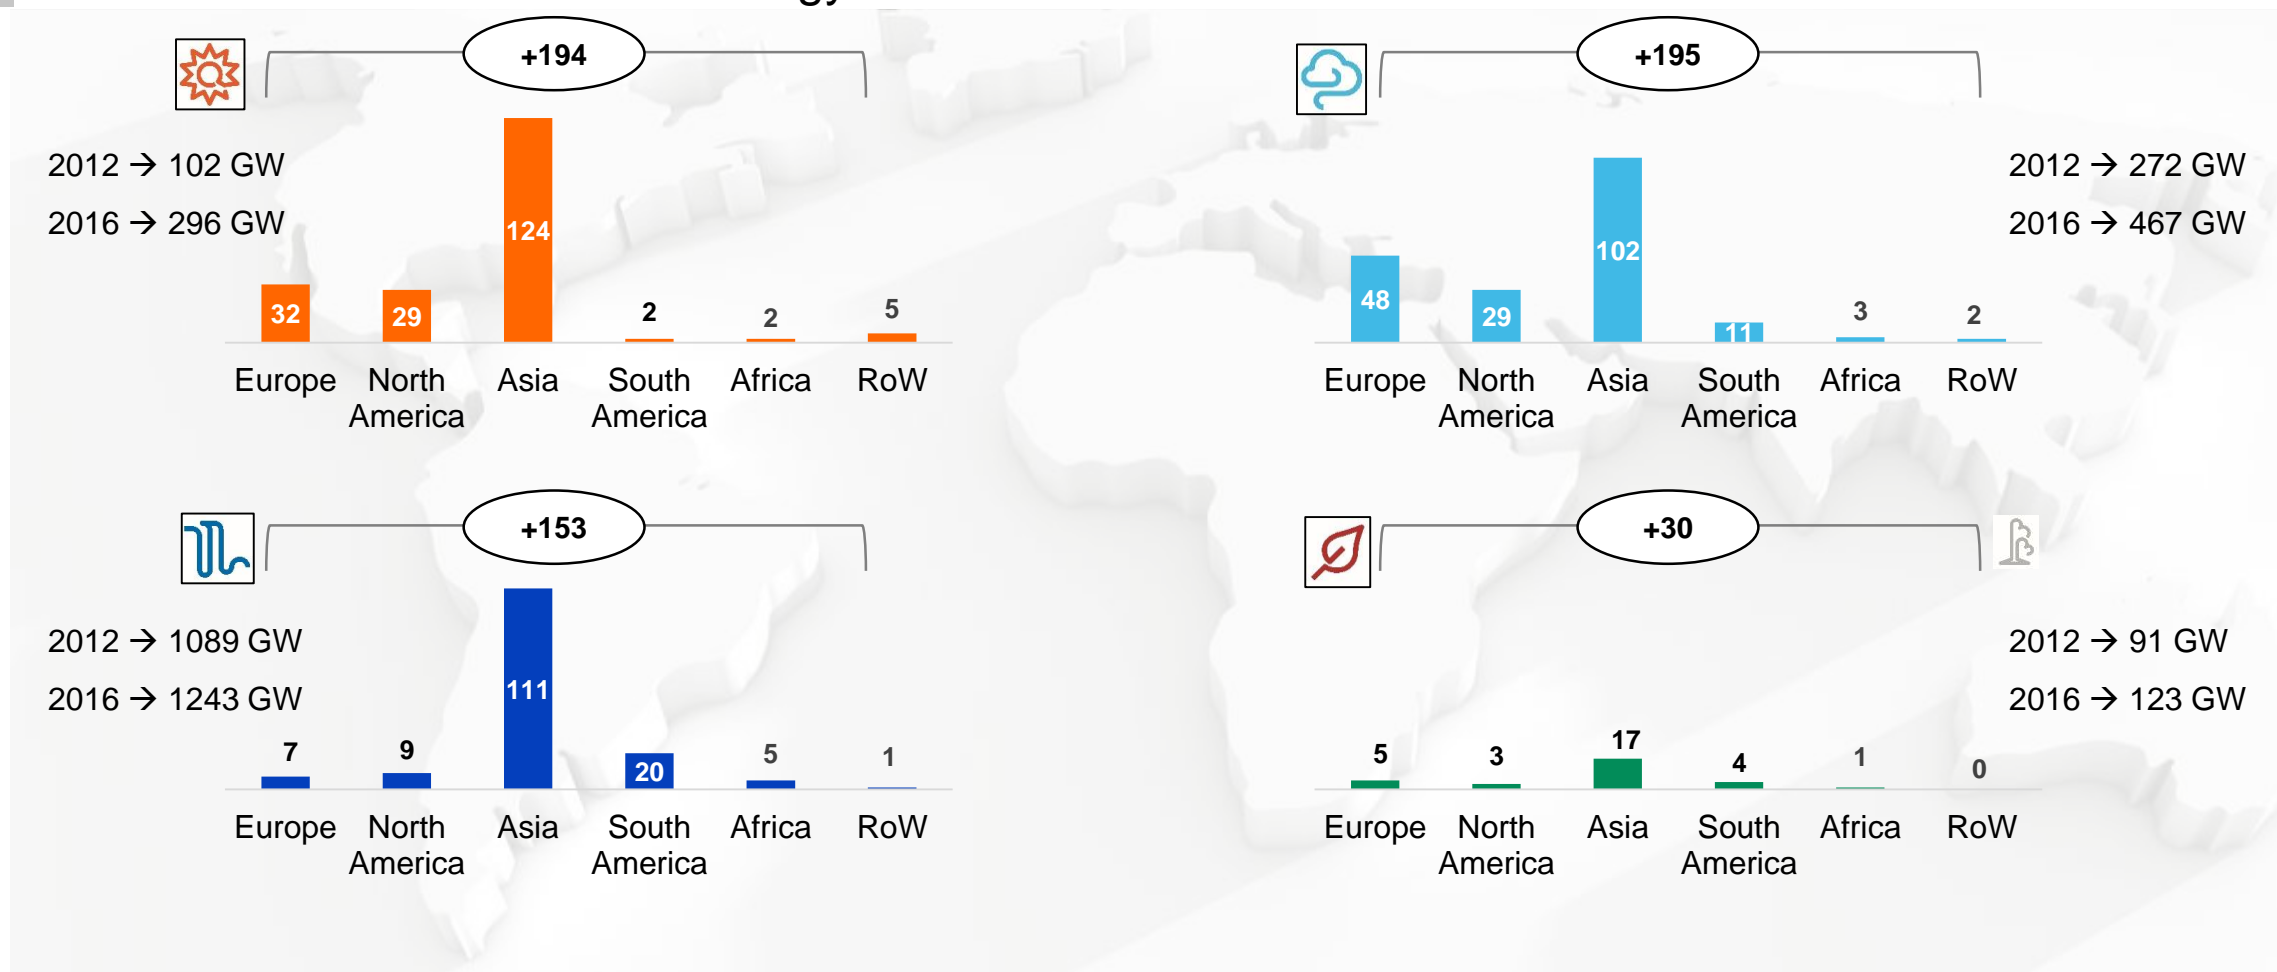 +194
2012 → 102 GW
2016 → 296 GW
32
29
124
2
2
5
Europe North America Asia South America Africa RoW
+195
2012 → 272 GW
2016 → 467 GW
48
29
102
11
3
2
Europe North America Asia South America Africa RoW
+153
2012 → 1089 GW
2016 → 1243 GW
7
9
111
20
5
1
Europe North America Asia South America Africa RoW
+30
2012 → 91 GW
2016 → 123 GW
5
3
17
4
1
0
Europe North America Asia South America Africa RoW